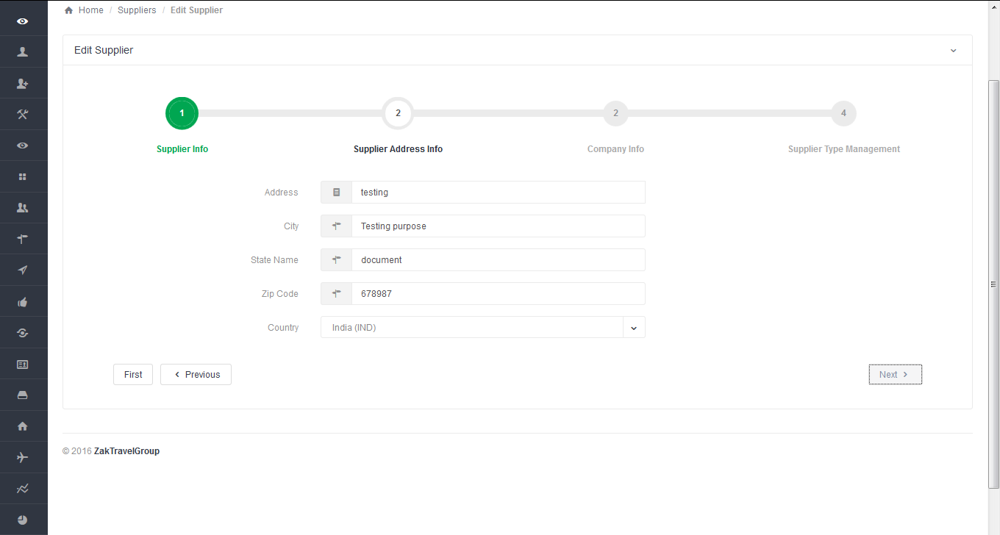 Home / Suppliers / Edit Supplier
Edit Supplier
1 2 2 4
Supplier Info Supplier Address Info Company Info Supplier Type Management
Address testing
City Testing purpose
State Name document
Zip Code 678987
Country India (IND)
First Previous Next
© 2016 ZakTravelGroup